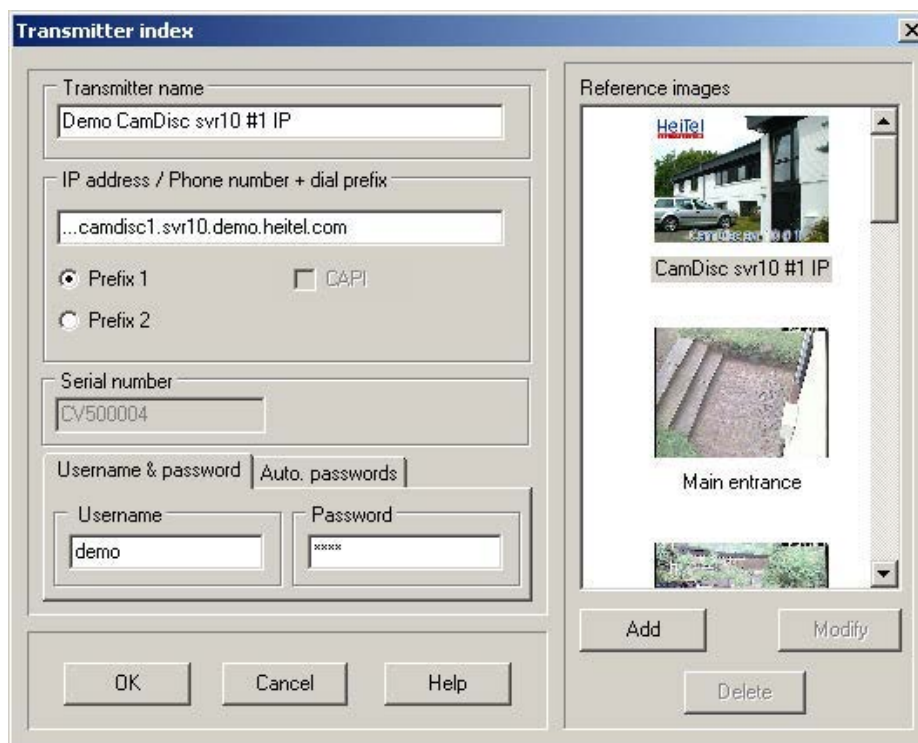 Transmitter index
Transmitter name
Demo CamDisc svr10 #1 IP
IP address / Phone number + dial prefix
...camdisc1.svr10.demo.heitel.com
Prefix 1
CAPI
Prefix 2
Serial number
CV500004
Username & password
Auto. passwords
Username
Password
demo
****
OK
Cancel
Help
Reference images
HeiTel
CamDisc svr10 #1 IP
Main entrance
Add
Modify
Delete